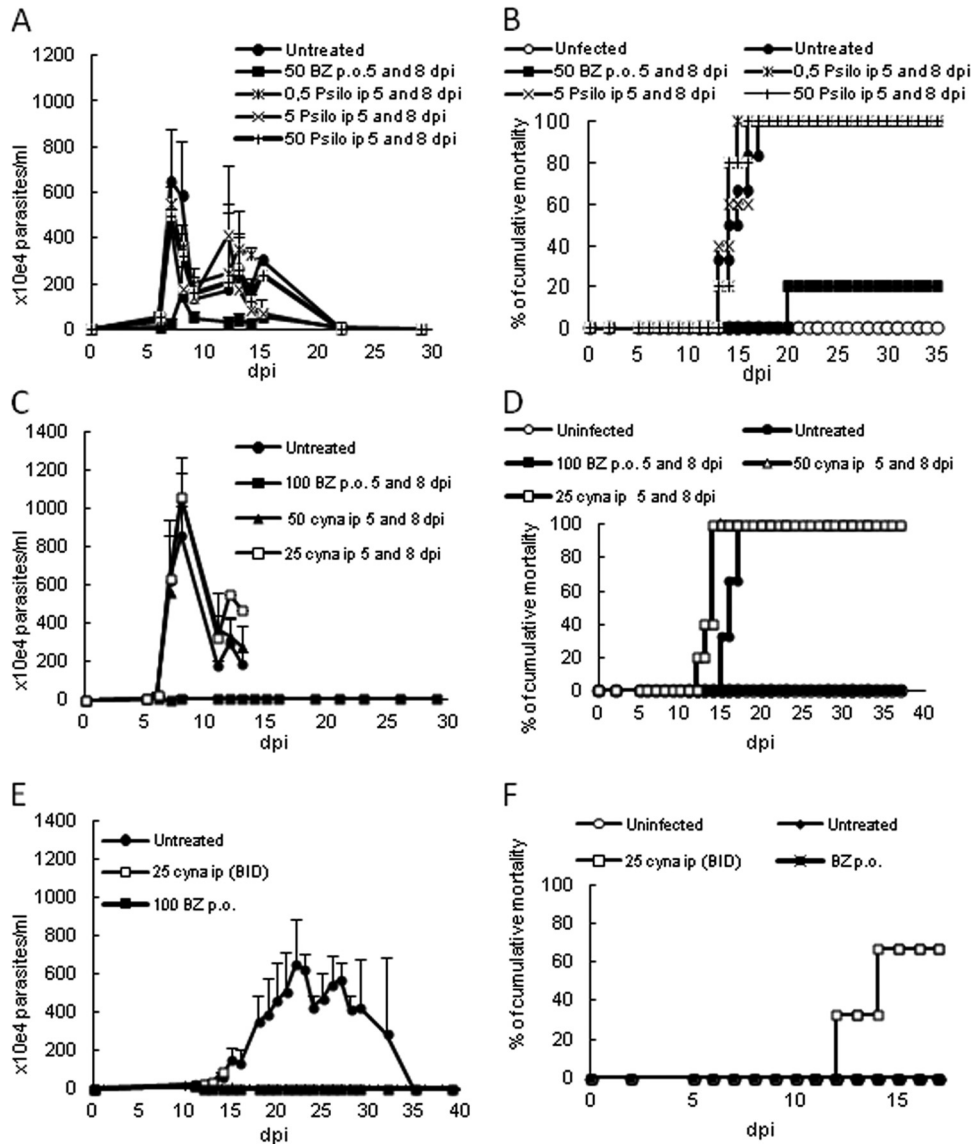 A
x10e4 parasites/ml
1200
1000
800
600
400
200
0
0 5 10 15 20 25 30
dpi
Untreated
50 BZ p.o.5 and 8 dpi
0,5 Psilo ip 5 and 8 dpi
5 Psilo ip 5 and 8 dpi
50 Psilo ip 5 and 8 dpi
B
Unfected
Untreated
50 BZ p.o. 5 and 8 dpi
0,5 Psilo ip 5 and 8 dpi
5 Psilo ip 5 and 8 dpi
50 Psilo ip 5 and 8 dpi
% of cumulative mortality
100
80
60
40
20
0
0 5 10 15 20 25 30 35
dpi
C
x10e4 parasites/ml
1400
1200
1000
800
600
400
200
0
0 5 10 15 20 25 30
dpi
Untreated
100 BZ p.o. 5 and 8 dpi
50 cyna ip 5 and 8 dpi
25 cyna ip 5 and 8 dpi
D
Uninfected
Untreated
100 BZ p.o. 5 and 8 dpi
50 cyna ip 5 and 8 dpi
25 cyna ip 5 and 8 dpi
% of cumulative mortality
100
80
60
40
20
0
0 5 10 15 20 25 30 35 40
dpi
E
x10e4 parasites/ml
1400
1200
1000
800
600
400
200
0
0 5 10 15 20 25 30 35 40
dpi
Untreated
25 cyna ip (BID)
100 BZ p.o.
F
Uninfected
Untreated
25 cyna ip (BID)
BZ p.o.
% of cumulative mortality
100
80
60
40
20
0
0 5 10 15
dpi